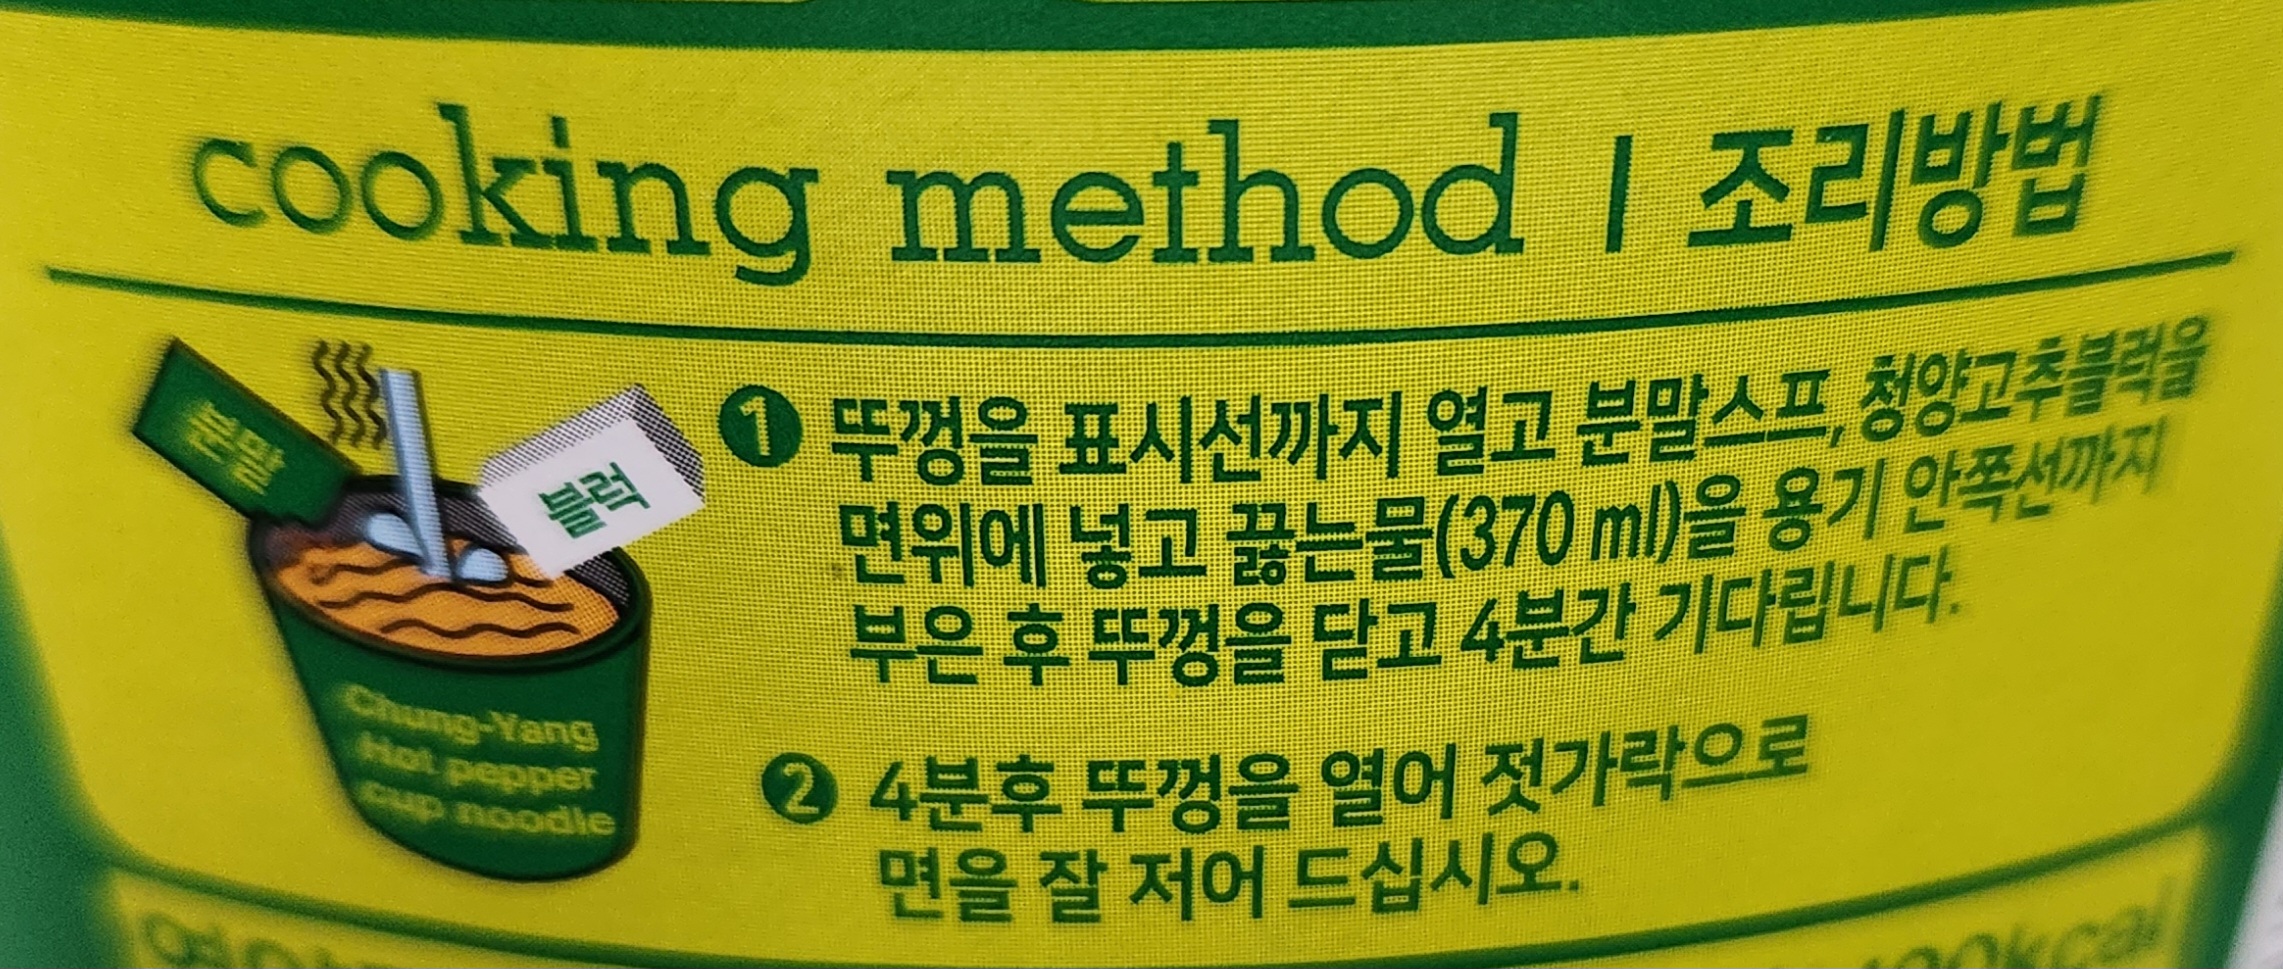 cooking method | 조리방법
분말
블럭
❶ 뚜껑을 표시선까지 열고 분말스프, 청양고추블럭을
면위에 넣고 끓는물(370 ml)을 용기 안쪽선까지
부은 후 뚜껑을 닫고 4분간 기다립니다.
Chung-Yang
Hot pepper
cup noodle
❷ 4분후 뚜껑을 열어 젓가락으로
면을 잘 저어 드십시오.